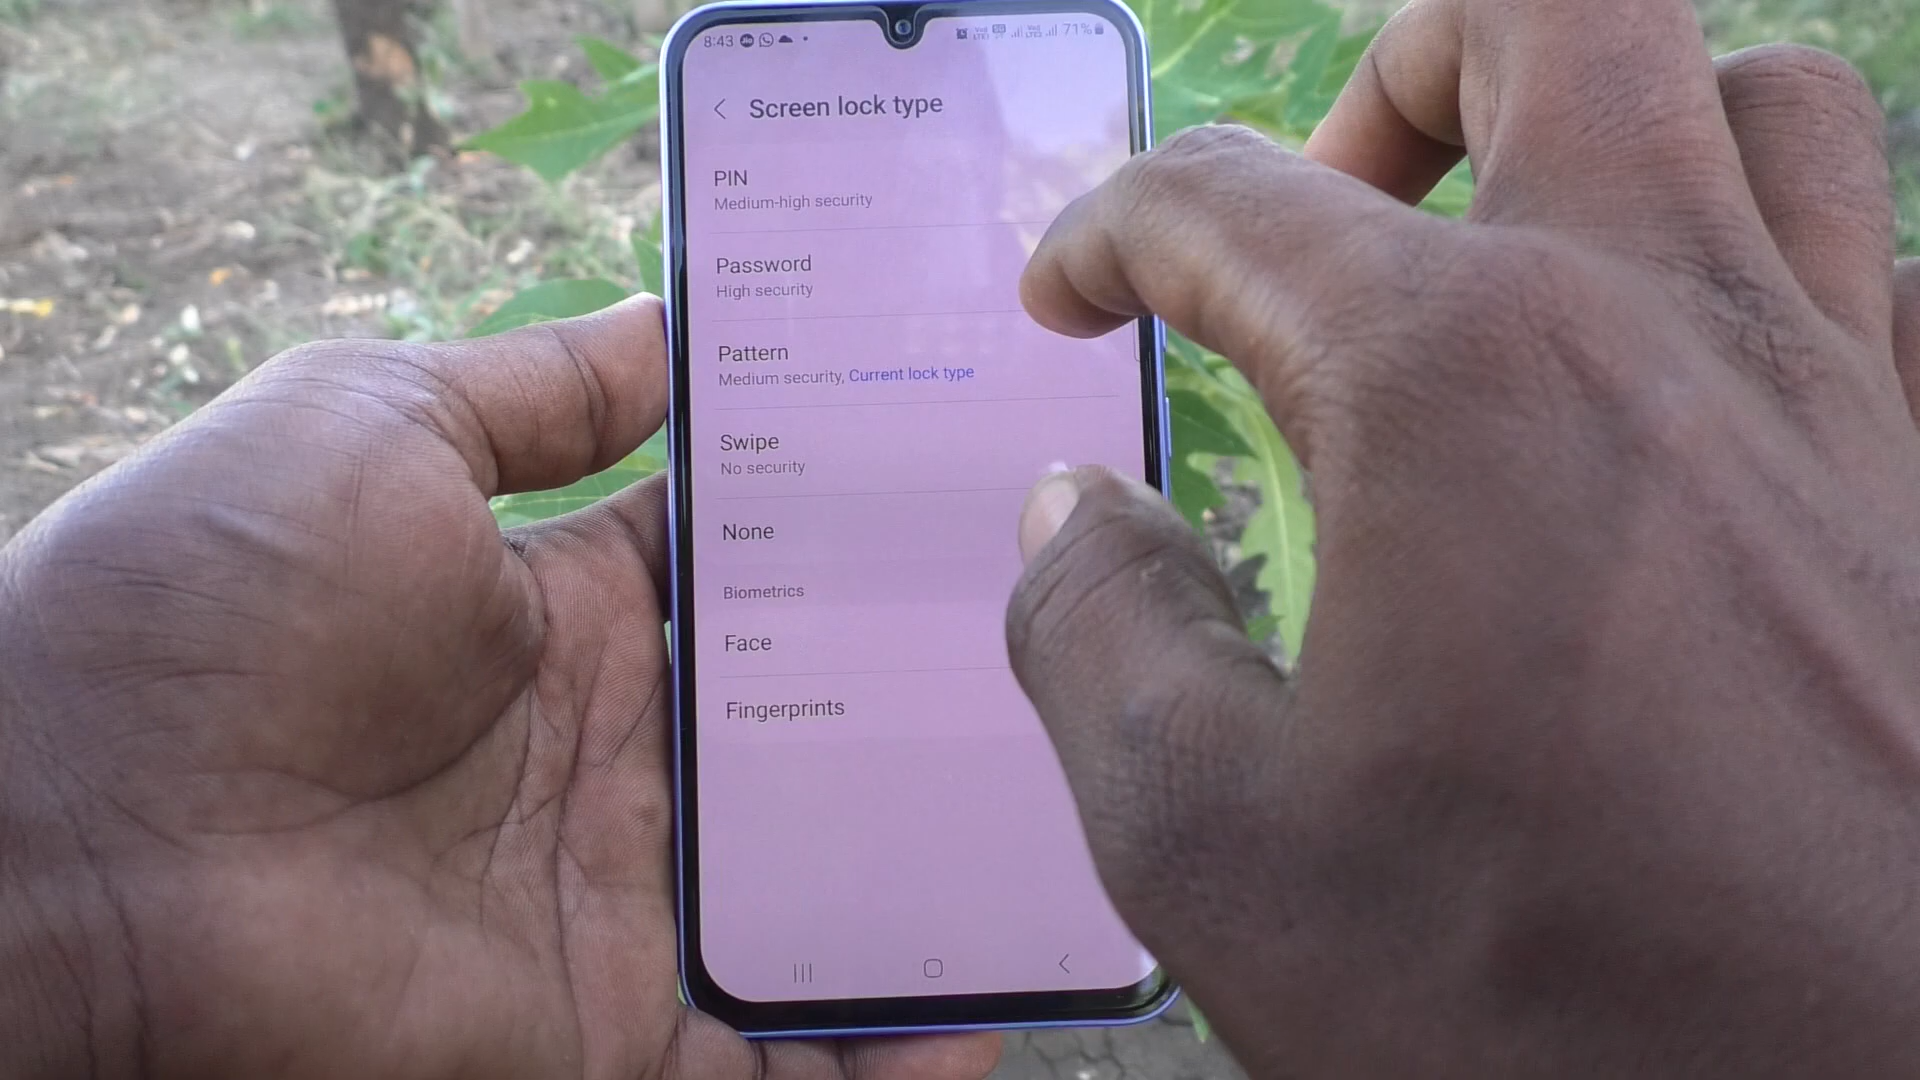 8:43 71%
Screen lock type
PIN
Medium-high security
Password
High security
Pattern
Medium security, Current lock type
Swipe
No security
None
Biometrics
Face
Fingerprints